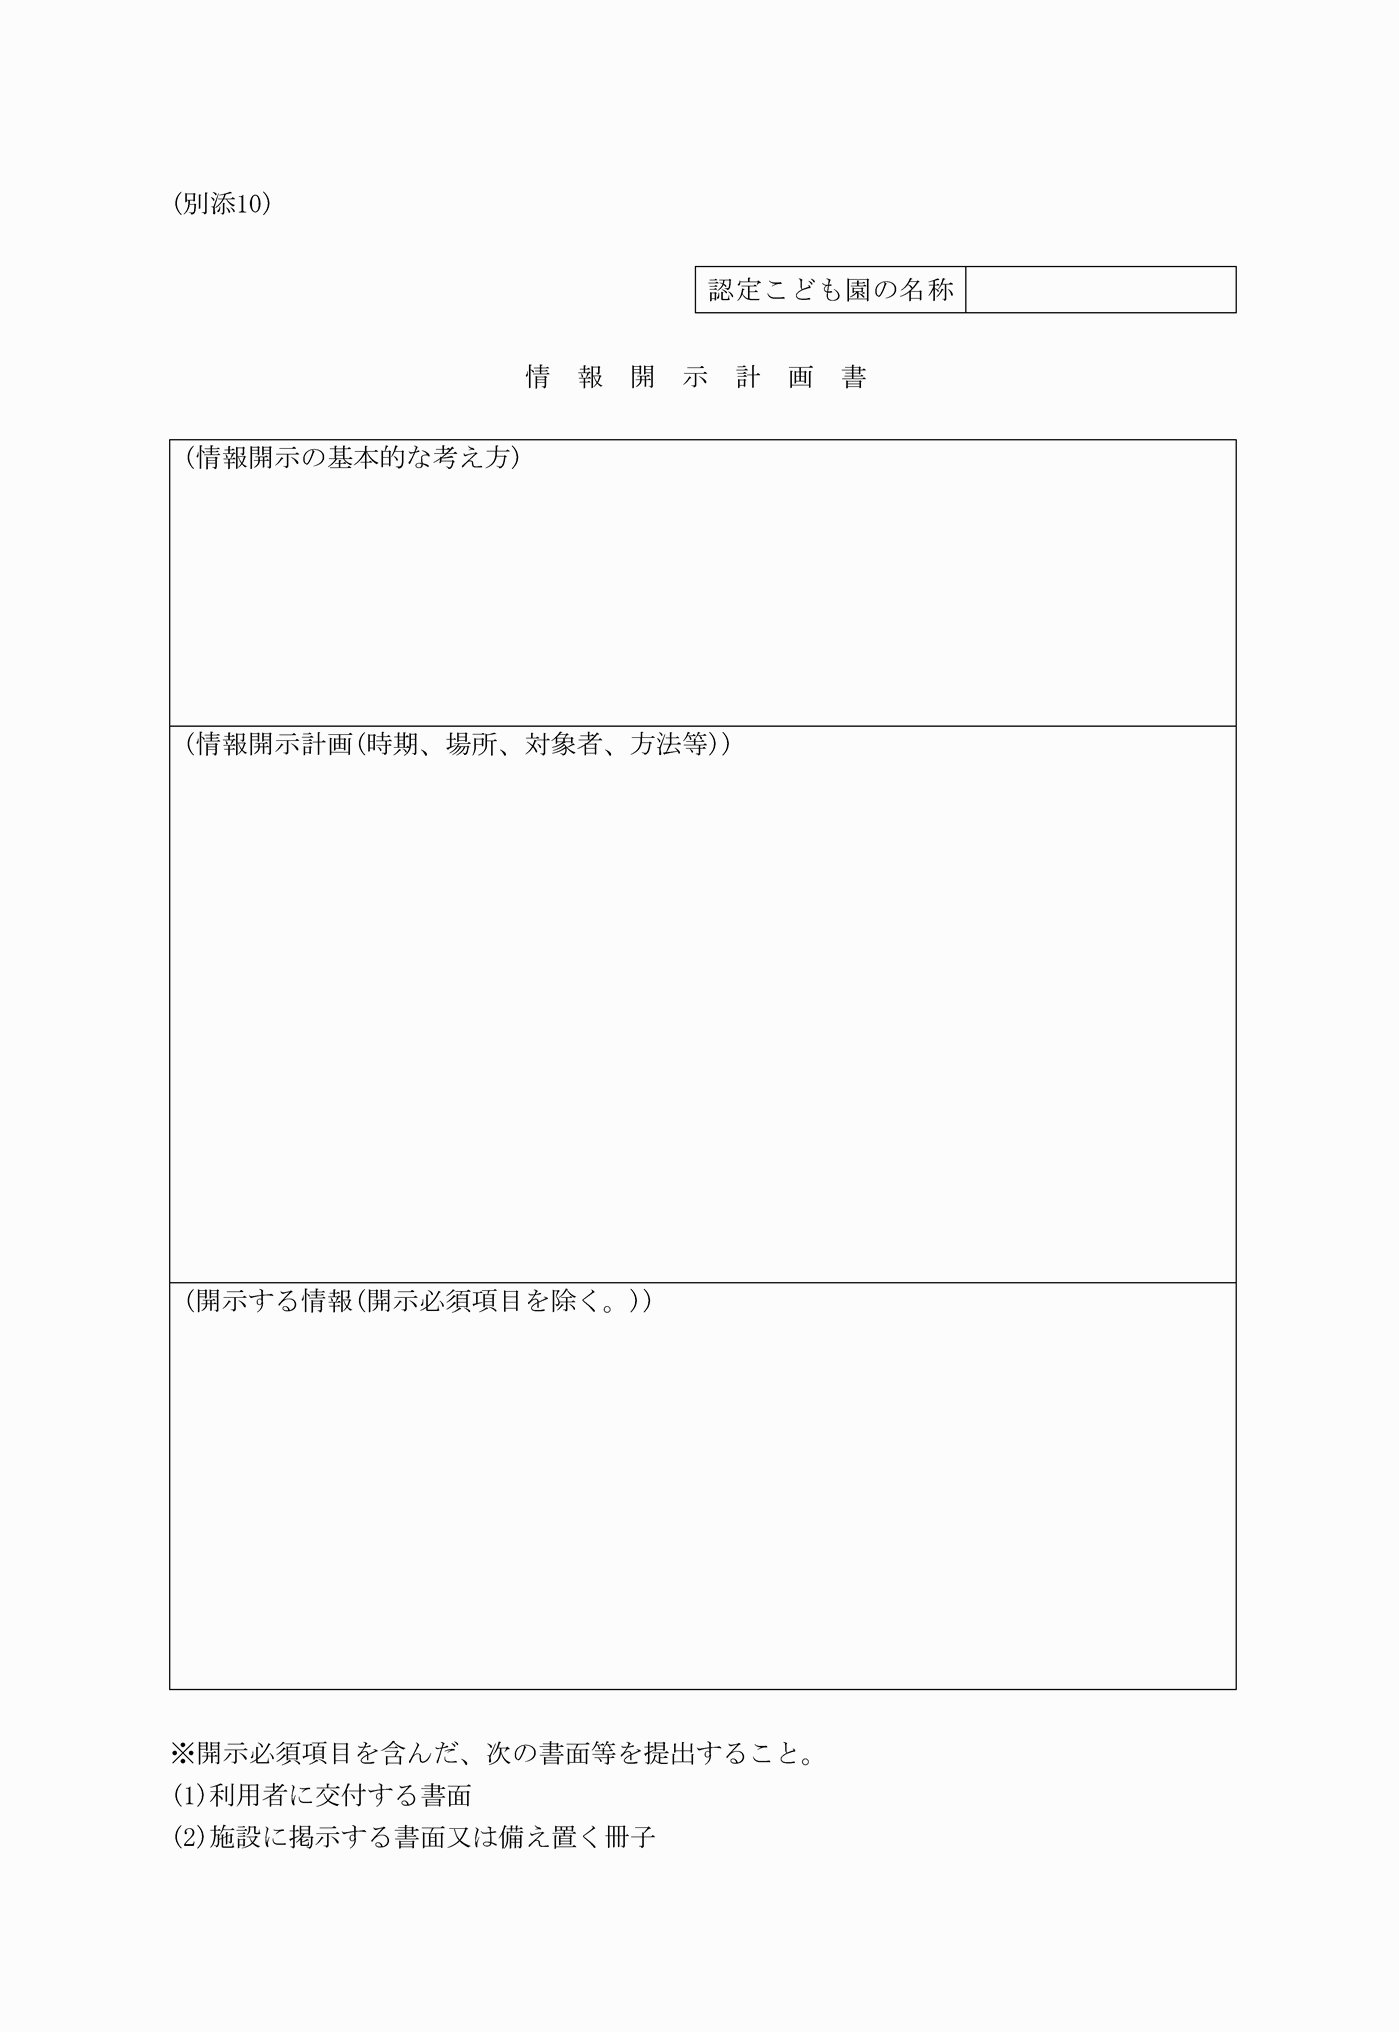 (別添10)
認定こども園の名称
情　報　開　示　計　画　書
(情報開示の基本的な考え方)
(情報開示計画(時期、場所、対象者、方法等))
(開示する情報(開示必須項目を除く。))
※開示必須項目を含んだ、次の書面等を提出すること。
(1)利用者に交付する書面
(2)施設に掲示する書面又は備え置く冊子